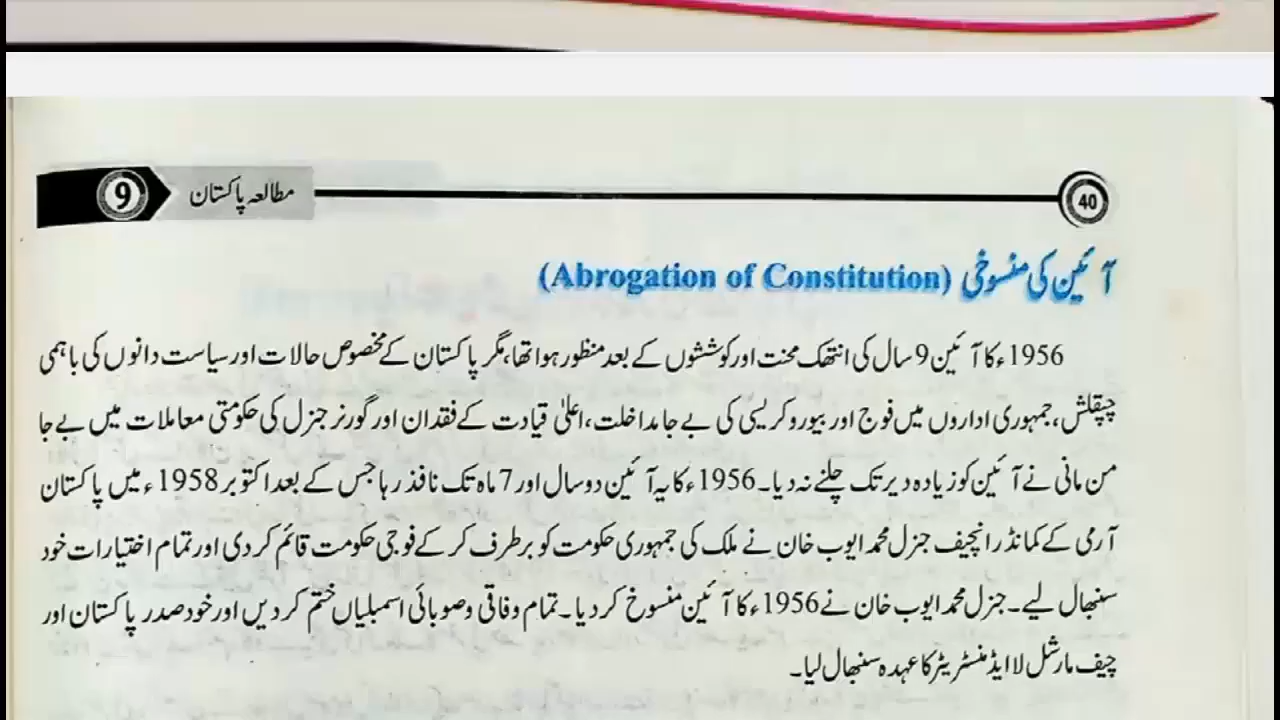 40 مطالعہ پاکستان 9
آئین کی منسوخی (Abrogation of Constitution)
1956ء کا آئین 9 سال کی انتھک محنت اور کوششوں کے بعد منظور ہوا تھا، مگر پاکستان کے مخصوص حالات اور سیاست دانوں کی باہمی
چپقلش، جمہوری اداروں میں فوج اور بیوروکریسی کی بے جا مداخلت، اعلیٰ قیادت کے فقدان اور گورنر جنرل کی حکومتی معاملات میں بے جا
من مانی نے آئین کو زیادہ دیر تک چلنے نہ دیا۔ 1956ء کا یہ آئین دو سال اور 7 ماہ تک نافذ رہا جس کے بعد اکتوبر 1958ء میں پاکستان
آرمی کے کمانڈر انچیف جنرل محمد ایوب خان نے ملک کی جمہوری حکومت کو برطرف کر کے فوجی حکومت قائم کر دی اور تمام اختیارات خود
سنبھال لیے۔ جنرل محمد ایوب خان نے 1956ء کا آئین منسوخ کر دیا۔ تمام وفاقی و صوبائی اسمبلیاں ختم کر دیں اور خود صدر پاکستان اور
چیف مارشل لا ایڈمنسٹریٹر کا عہدہ سنبھال لیا۔